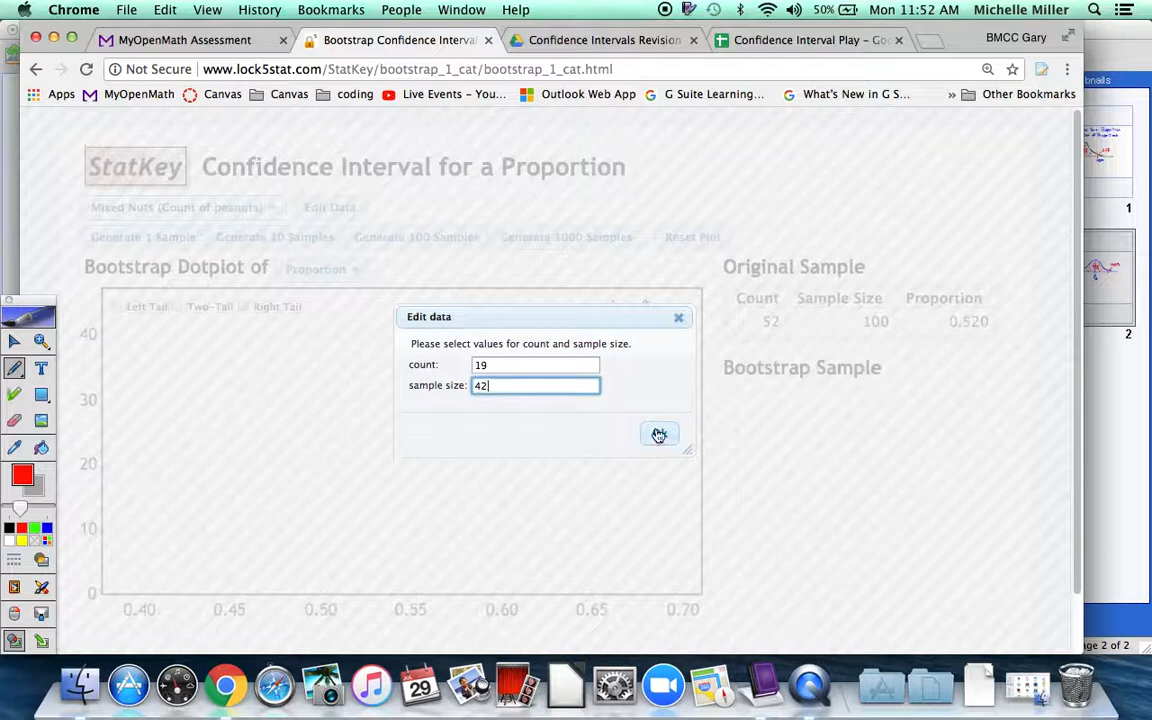 Chrome File Edit View History Bookmarks People Window Help 50% Mon 11:52 AM Michelle Miller
MyOpenMath Assessment Bootstrap Confidence Interval Confidence Intervals Revision Confidence Interval Play – Goo BMCC Gary
Not Secure www.lock5stat.com/StatKey/bootstrap_1_cat/bootstrap_1_cat.html
Apps MyOpenMath Canvas Canvas coding Live Events – You... Outlook Web App G Suite Learning... What's New in G S... » Other Bookmarks
StatKey Confidence Interval for a Proportion
Mixed Nuts (Count of peanuts) Edit Data
Generate 1 Sample Generate 10 Samples Generate 100 Samples Generate 1000 Samples Reset Plot
Bootstrap Dotplot of Proportion
Original Sample
Left Tail Two-Tail Right Tail
Count Sample Size Proportion
52 100 0.520
Bootstrap Sample
Edit data
Please select values for count and sample size.
count: 19
sample size: 42
40
30
20
10
0
0.40 0.45 0.50 0.55 0.60 0.65 0.70
1
2
page 2 of 2
29